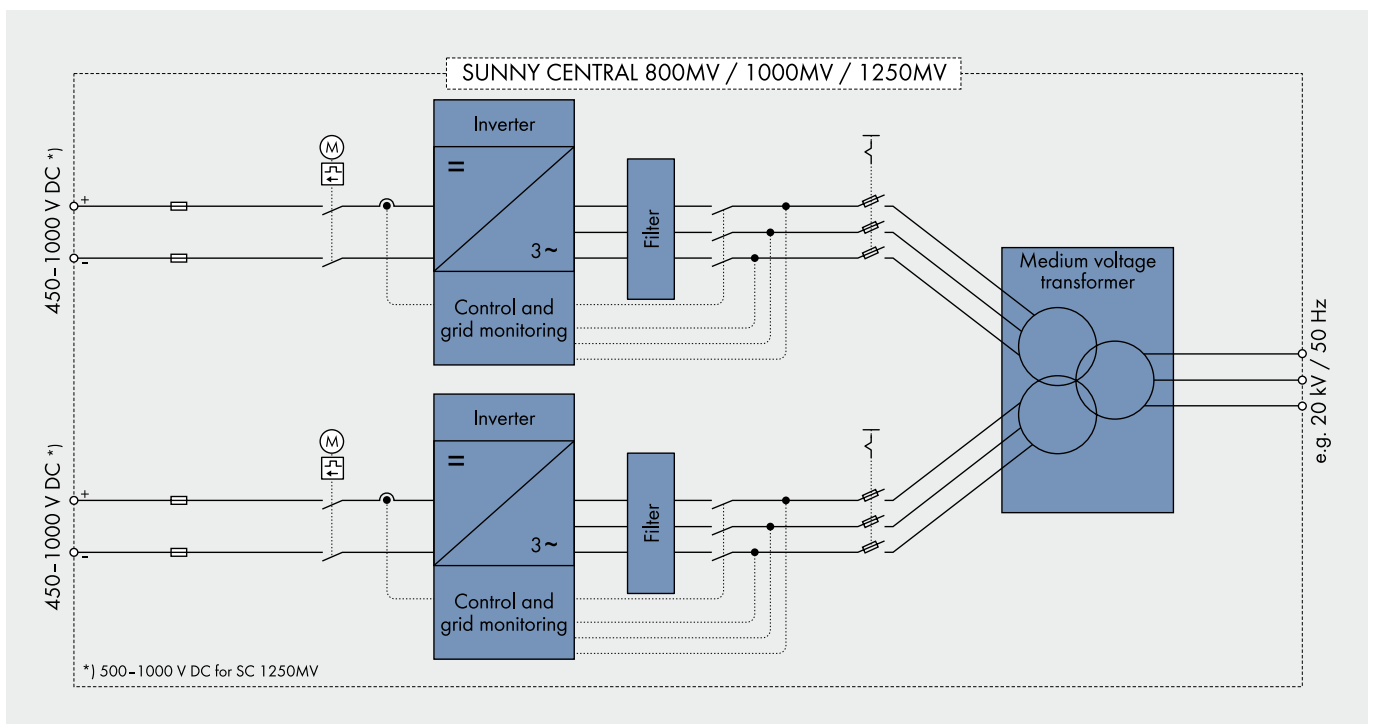 SUNNY CENTRAL 800MV / 1000MV / 1250MV
450–1000 V DC *)
+
-
M
Inverter
=
3~
Control and
grid monitoring
Filter
Medium voltage
transformer
e.g. 20 kV / 50 Hz
450–1000 V DC *)
+
-
M
Inverter
=
3~
Control and
grid monitoring
Filter
*) 500–1000 V DC for SC 1250MV